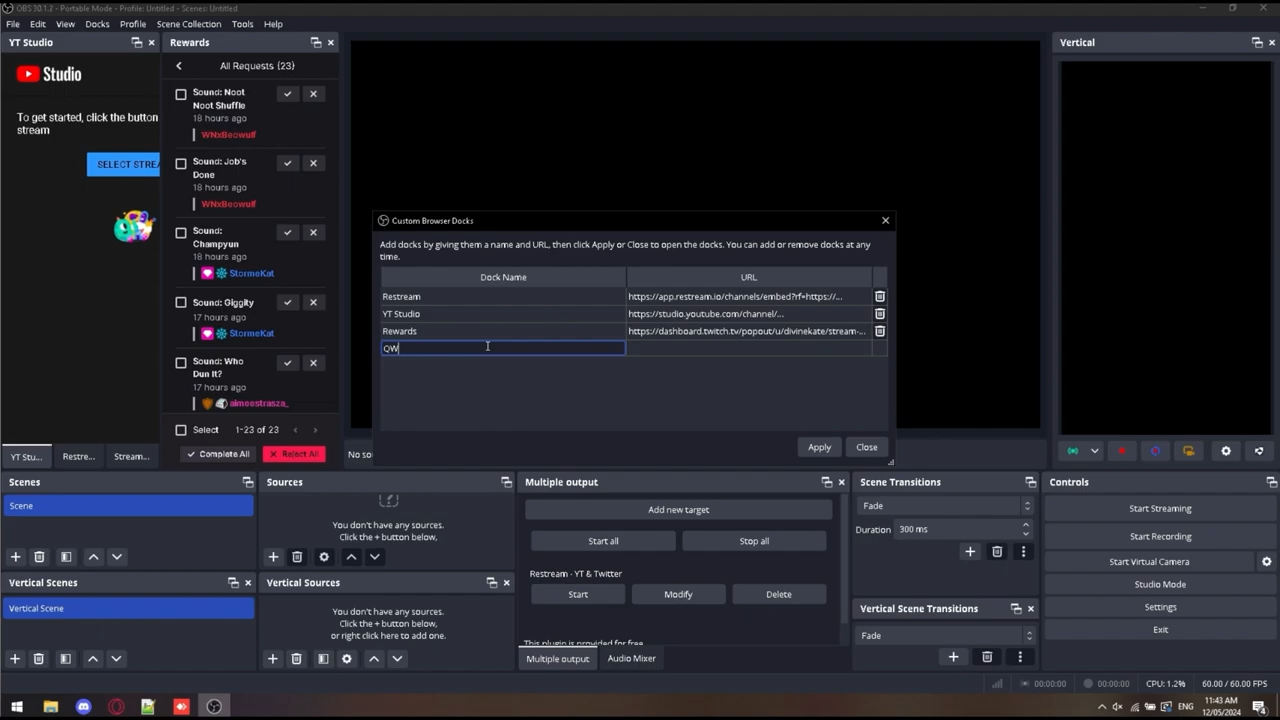 OBS 30.1.2 - Portable Mode - Profile: Untitled - Scenes: Untitled
File Edit View Docks Profile Scene Collection Tools Help
YT Studio
Rewards
Vertical
Studio
To get started, click the button
stream
SELECT STREA
All Requests (23)
Sound: Noot
Noot Shuffle
18 hours ago
WNxBeowulf
Sound: Job's
Done
18 hours ago
WNxBeowulf
Sound:
Champyun
18 hours ago
StormeKat
Sound: Giggity
17 hours ago
StormeKat
Sound: Who
Dun It?
17 hours ago
aimeestrasza_
Select 1-23 of 23
Complete All Reject All
YT Stu... Restre... Stream...
No so
Custom Browser Docks
Add docks by giving them a name and URL, then click Apply or Close to open the docks. You can add or remove docks at any
time.
Dock Name URL
Restream https://app.restream.io/channels/embed?rf=https://...
YT Studio https://studio.youtube.com/channel/...
Rewards https://dashboard.twitch.tv/popout/u/divinekate/stream-...
QW
Apply Close
Scenes
Scene
Sources
You don't have any sources.
Click the + button below,
Multiple output
Add new target
Start all Stop all
Restream - YT & Twitter
Start Modify Delete
This plugin is provided for free.
Multiple output Audio Mixer
Scene Transitions
Fade
Duration 300 ms
Controls
Start Streaming
Start Recording
Start Virtual Camera
Studio Mode
Settings
Exit
Vertical Scenes
Vertical Scene
Vertical Sources
You don't have any sources.
or right click here to add one.
Vertical Scene Transitions
Fade
00:00:00 00:00:00 CPU: 1.2% 60.00 / 60.00 FPS
ENG
11:43 AM
12/05/2024
4